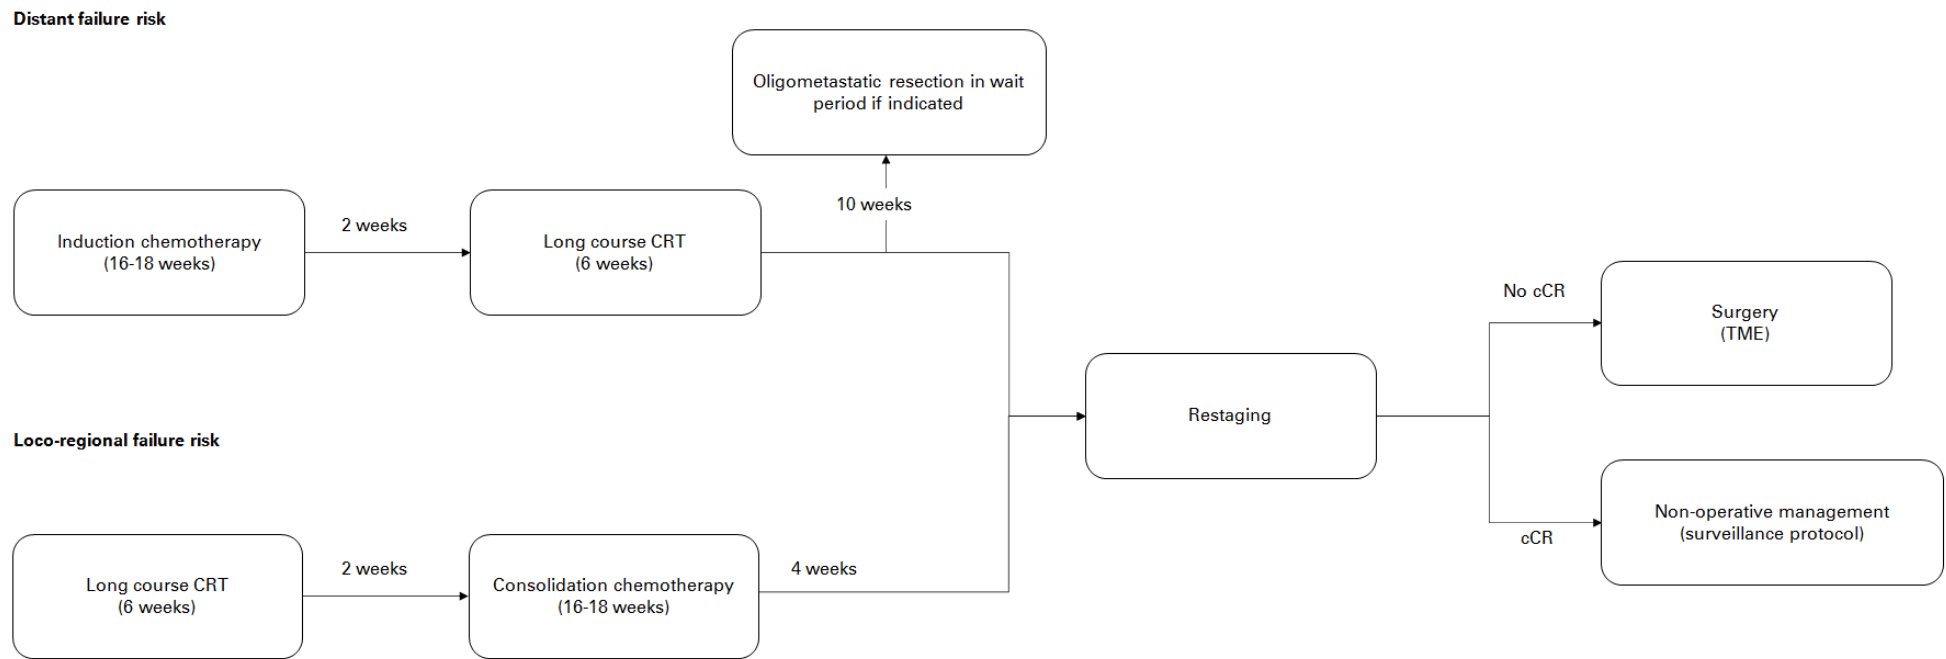 Distant failure risk
Oligometastatic resection in wait
period if indicated
10 weeks
Induction chemotherapy
(16-18 weeks)
2 weeks
Long course CRT
(6 weeks)
No cCR
Surgery
(TME)
Restaging
Loco-regional failure risk
Non-operative management
(surveillance protocol)
cCR
Long course CRT
(6 weeks)
2 weeks
Consolidation chemotherapy
(16-18 weeks)
4 weeks